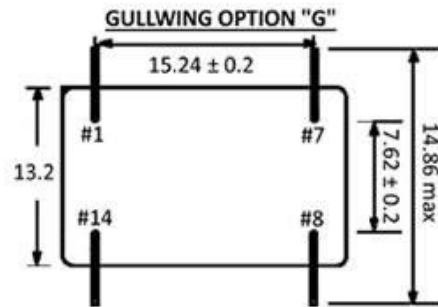 GULLWING OPTION "G"
15.24 ± 0.2
#1
#7
13.2
7.62 ± 0.2
14.86 max
#14
#8